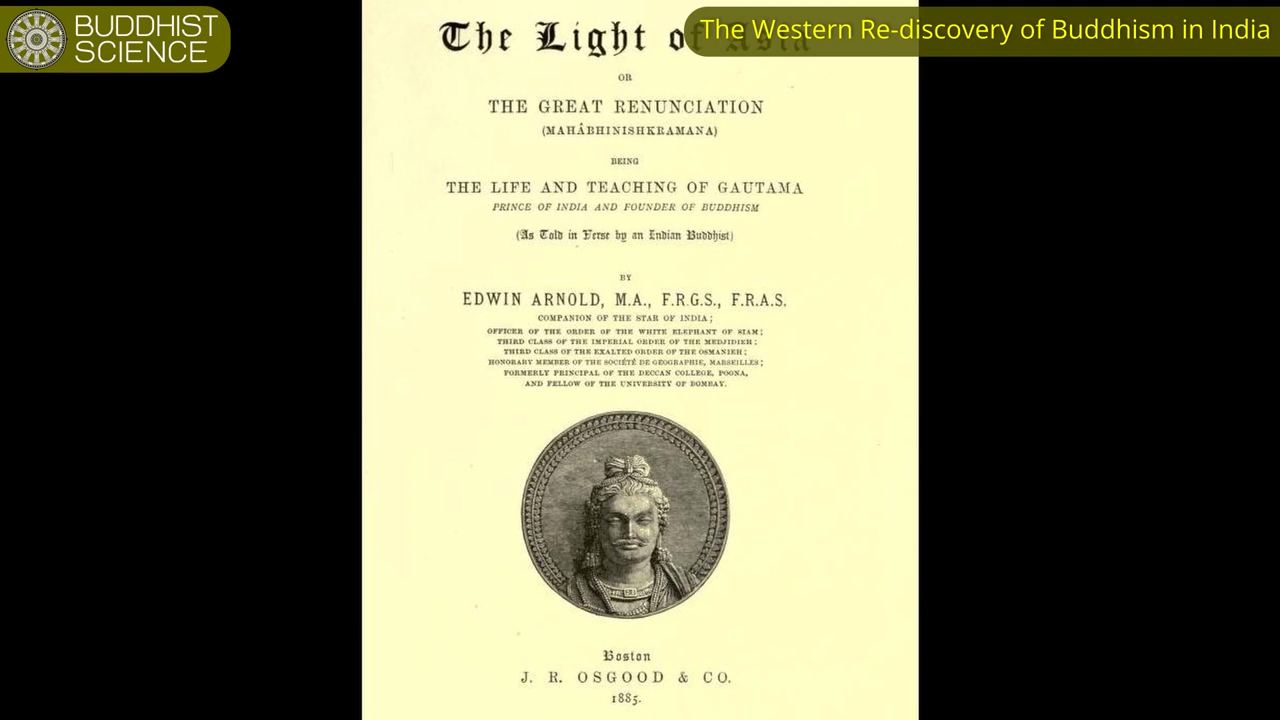 BUDDHIST
SCIENCE
The Western Re-discovery of Buddhism in India
The Light of Asia
OR
THE GREAT RENUNCIATION
(MAHÂBHINISHKRAMANA)
BEING
THE LIFE AND TEACHING OF GAUTAMA
PRINCE OF INDIA AND FOUNDER OF BUDDHISM
(As Told in Verse by an Indian Buddhist)
BY
EDWIN ARNOLD, M.A., F.R.G.S., F.R.A.S.
COMPANION OF THE STAR OF INDIA;
OFFICER OF THE ORDER OF THE WHITE ELEPHANT OF SIAM;
THIRD CLASS OF THE IMPERIAL ORDER OF THE MEDJIDIEH;
THIRD CLASS OF THE EXALTED ORDER OF THE OSMANIEH;
HONORARY MEMBER OF THE SOCIÉTÉ DE GEOGRAPHIE, MARSEILLES;
FORMERLY PRINCIPAL OF THE DECCAN COLLEGE, POONA,
AND FELLOW OF THE UNIVERSITY OF BOMBAY.
Boston
J. R. OSGOOD & CO.
1885.